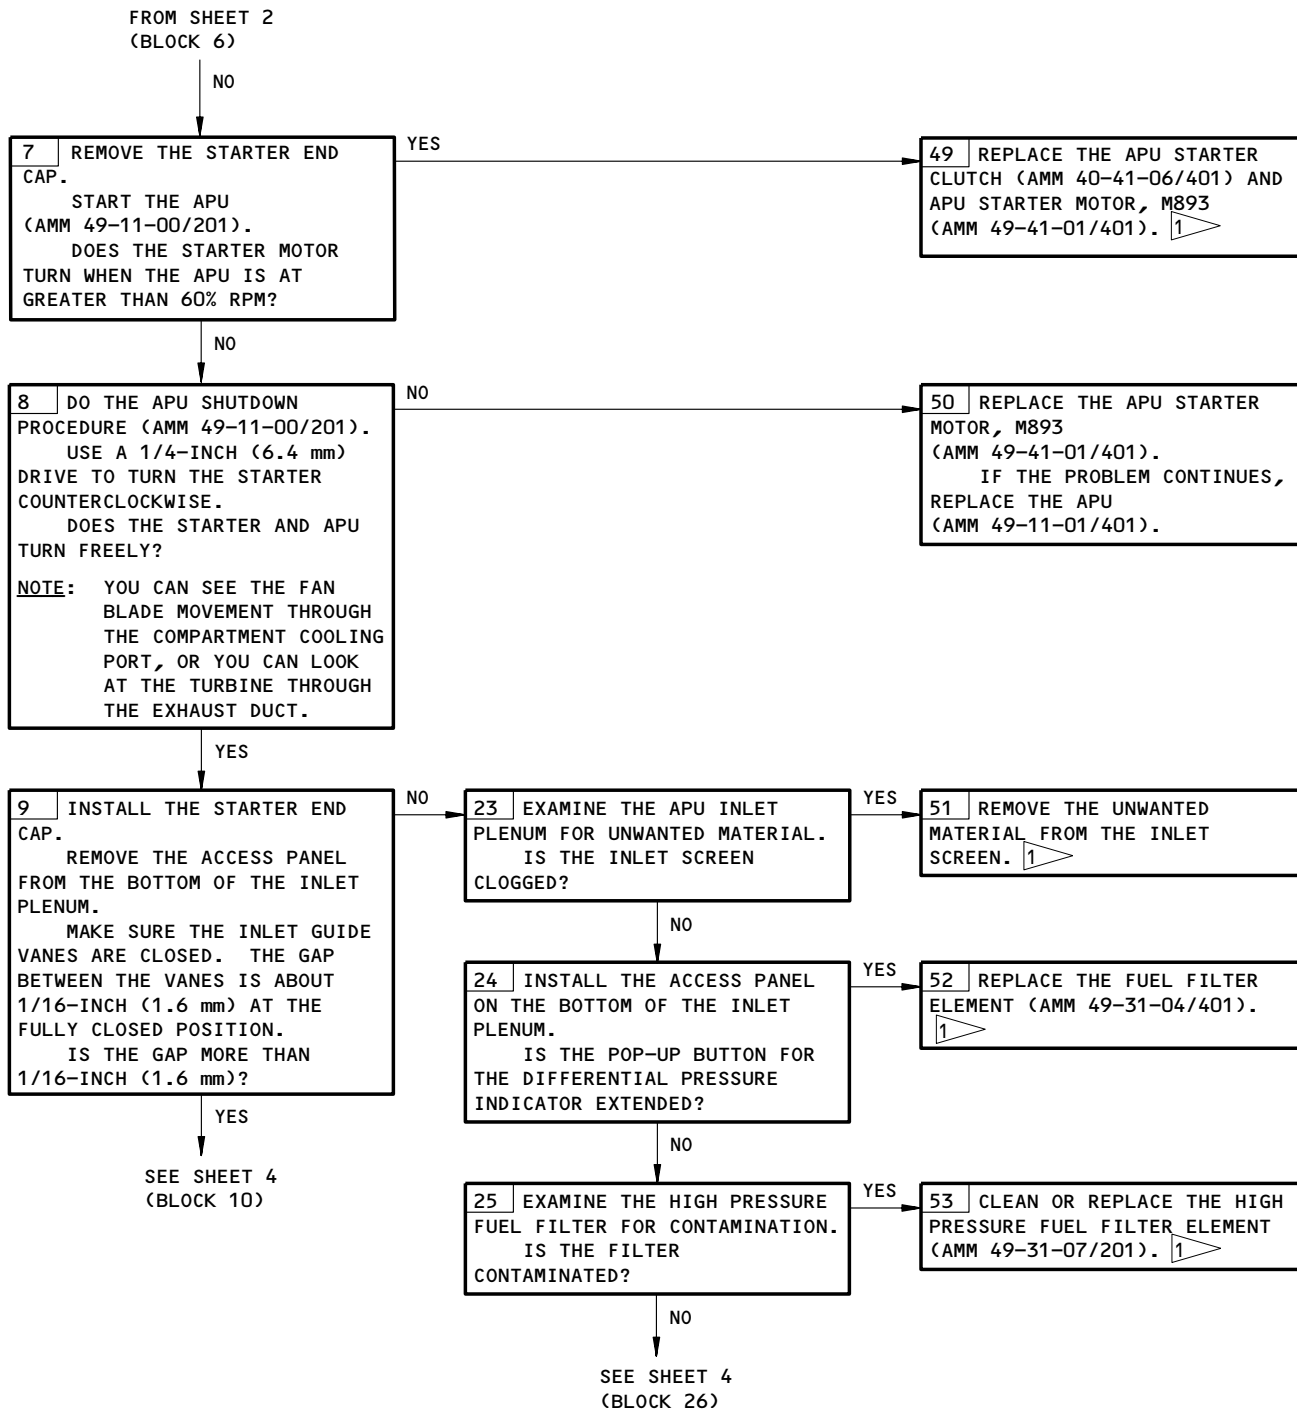 FROM SHEET 2
(BLOCK 6)
NO
7 REMOVE THE STARTER END
CAP.
START THE APU
(AMM 49-11-00/201).
DOES THE STARTER MOTOR
TURN WHEN THE APU IS AT
GREATER THAN 60% RPM?
YES
49 REPLACE THE APU STARTER
CLUTCH (AMM 40-41-06/401) AND
APU STARTER MOTOR, M893
(AMM 49-41-01/401). 1
NO
8 DO THE APU SHUTDOWN
PROCEDURE (AMM 49-11-00/201).
USE A 1/4-INCH (6.4 mm)
DRIVE TO TURN THE STARTER
COUNTERCLOCKWISE.
DOES THE STARTER AND APU
TURN FREELY?
NOTE: YOU CAN SEE THE FAN
BLADE MOVEMENT THROUGH
THE COMPARTMENT COOLING
PORT, OR YOU CAN LOOK
AT THE TURBINE THROUGH
THE EXHAUST DUCT.
NO
50 REPLACE THE APU STARTER
MOTOR, M893
(AMM 49-41-01/401).
IF THE PROBLEM CONTINUES,
REPLACE THE APU
(AMM 49-11-01/401).
YES
9 INSTALL THE STARTER END
CAP.
REMOVE THE ACCESS PANEL
FROM THE BOTTOM OF THE INLET
PLENUM.
MAKE SURE THE INLET GUIDE
VANES ARE CLOSED. THE GAP
BETWEEN THE VANES IS ABOUT
1/16-INCH (1.6 mm) AT THE
FULLY CLOSED POSITION.
IS THE GAP MORE THAN
1/16-INCH (1.6 mm)?
YES
SEE SHEET 4
(BLOCK 10)
NO
23 EXAMINE THE APU INLET
PLENUM FOR UNWANTED MATERIAL.
IS THE INLET SCREEN
CLOGGED?
YES
51 REMOVE THE UNWANTED
MATERIAL FROM THE INLET
SCREEN. 1
NO
24 INSTALL THE ACCESS PANEL
ON THE BOTTOM OF THE INLET
PLENUM.
IS THE POP-UP BUTTON FOR
THE DIFFERENTIAL PRESSURE
INDICATOR EXTENDED?
YES
52 REPLACE THE FUEL FILTER
ELEMENT (AMM 49-31-04/401).
1
NO
25 EXAMINE THE HIGH PRESSURE
FUEL FILTER FOR CONTAMINATION.
IS THE FILTER
CONTAMINATED?
YES
53 CLEAN OR REPLACE THE HIGH
PRESSURE FUEL FILTER ELEMENT
(AMM 49-31-07/201). 1
NO
SEE SHEET 4
(BLOCK 26)